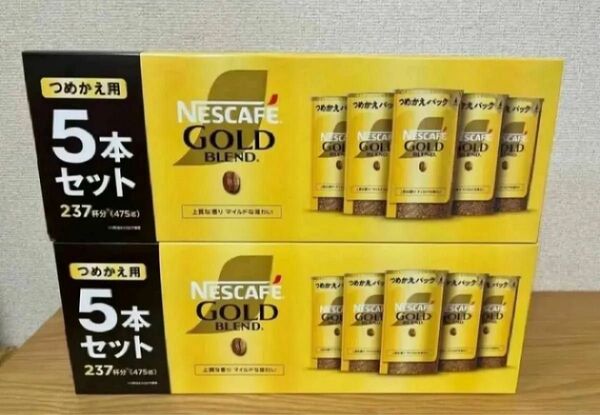 つめかえ用
5本
セット
237杯分(475g)
NESCAFÉ
GOLD
BLEND.
上質な香り マイルドな味わい
つめかえパック
つめかえ用
5本
セット
237杯分(475g)
NESCAFÉ
GOLD
BLEND.
上質な香り マイルドな味わい
つめかえパック